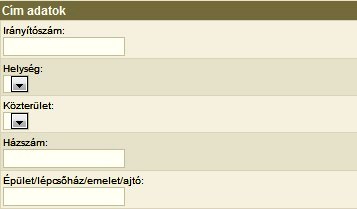 Cím adatok
Irányítószám:
Helység:
Közterület:
Házszám:
Épület/lépcsőház/emelet/ajtó: